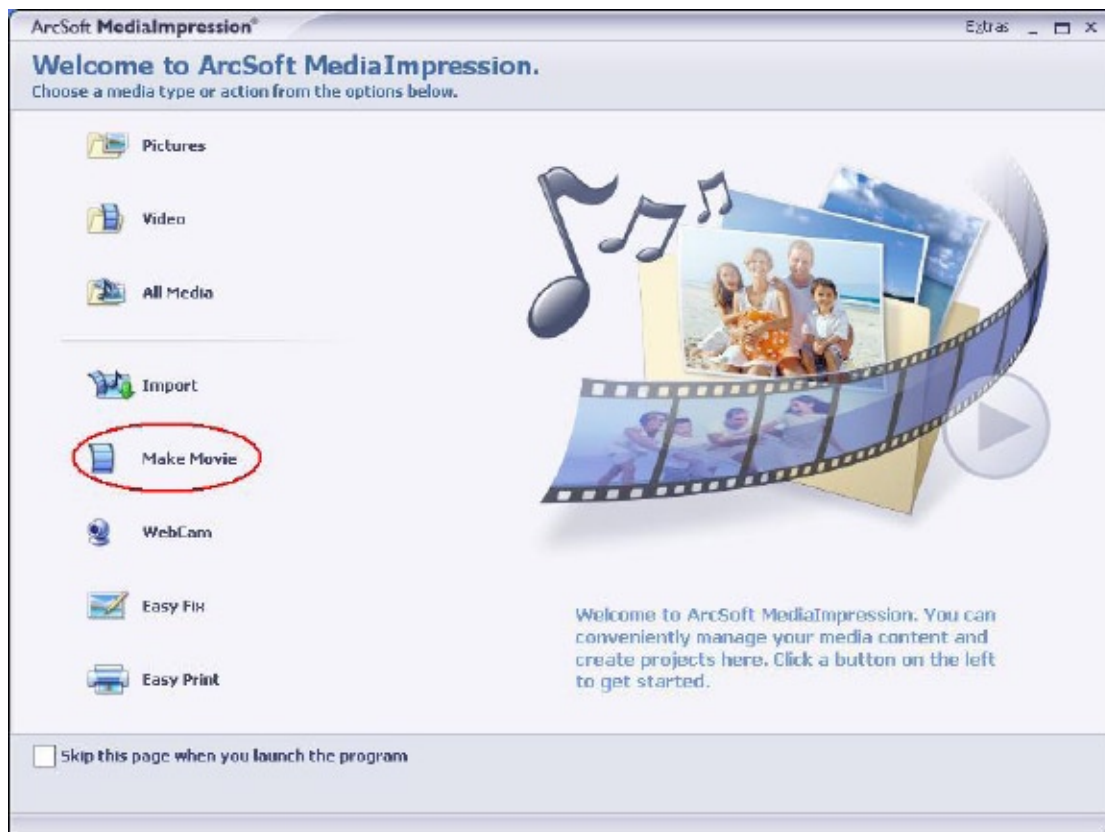 ArcSoft MediaImpression®
Extras
Welcome to ArcSoft MediaImpression.
Choose a media type or action from the options below.
Pictures
Video
All Media
Import
Make Movie
WebCam
Easy Fix
Easy Print
Welcome to ArcSoft MediaImpression. You can
conveniently manage your media content and
create projects here. Click a button on the left
to get started.
Skip this page when you launch the program